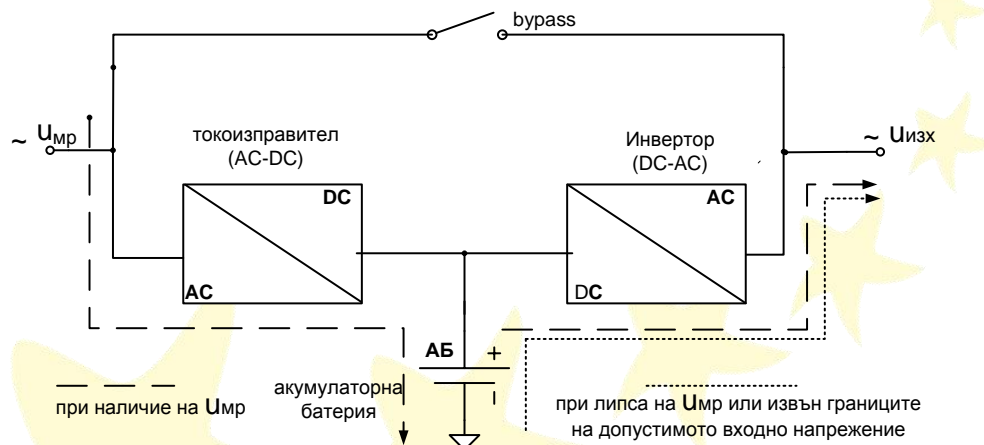 bypass
~ uмр
токоизправител
(AC-DC)
Инвертор
(DC-AC)
~ uизх
DC
AC
AC
DC
АБ
+
–
акумулаторна
батерия
при наличие на uмр
при липса на uмр или извън границите
на допустимото входно напрежение